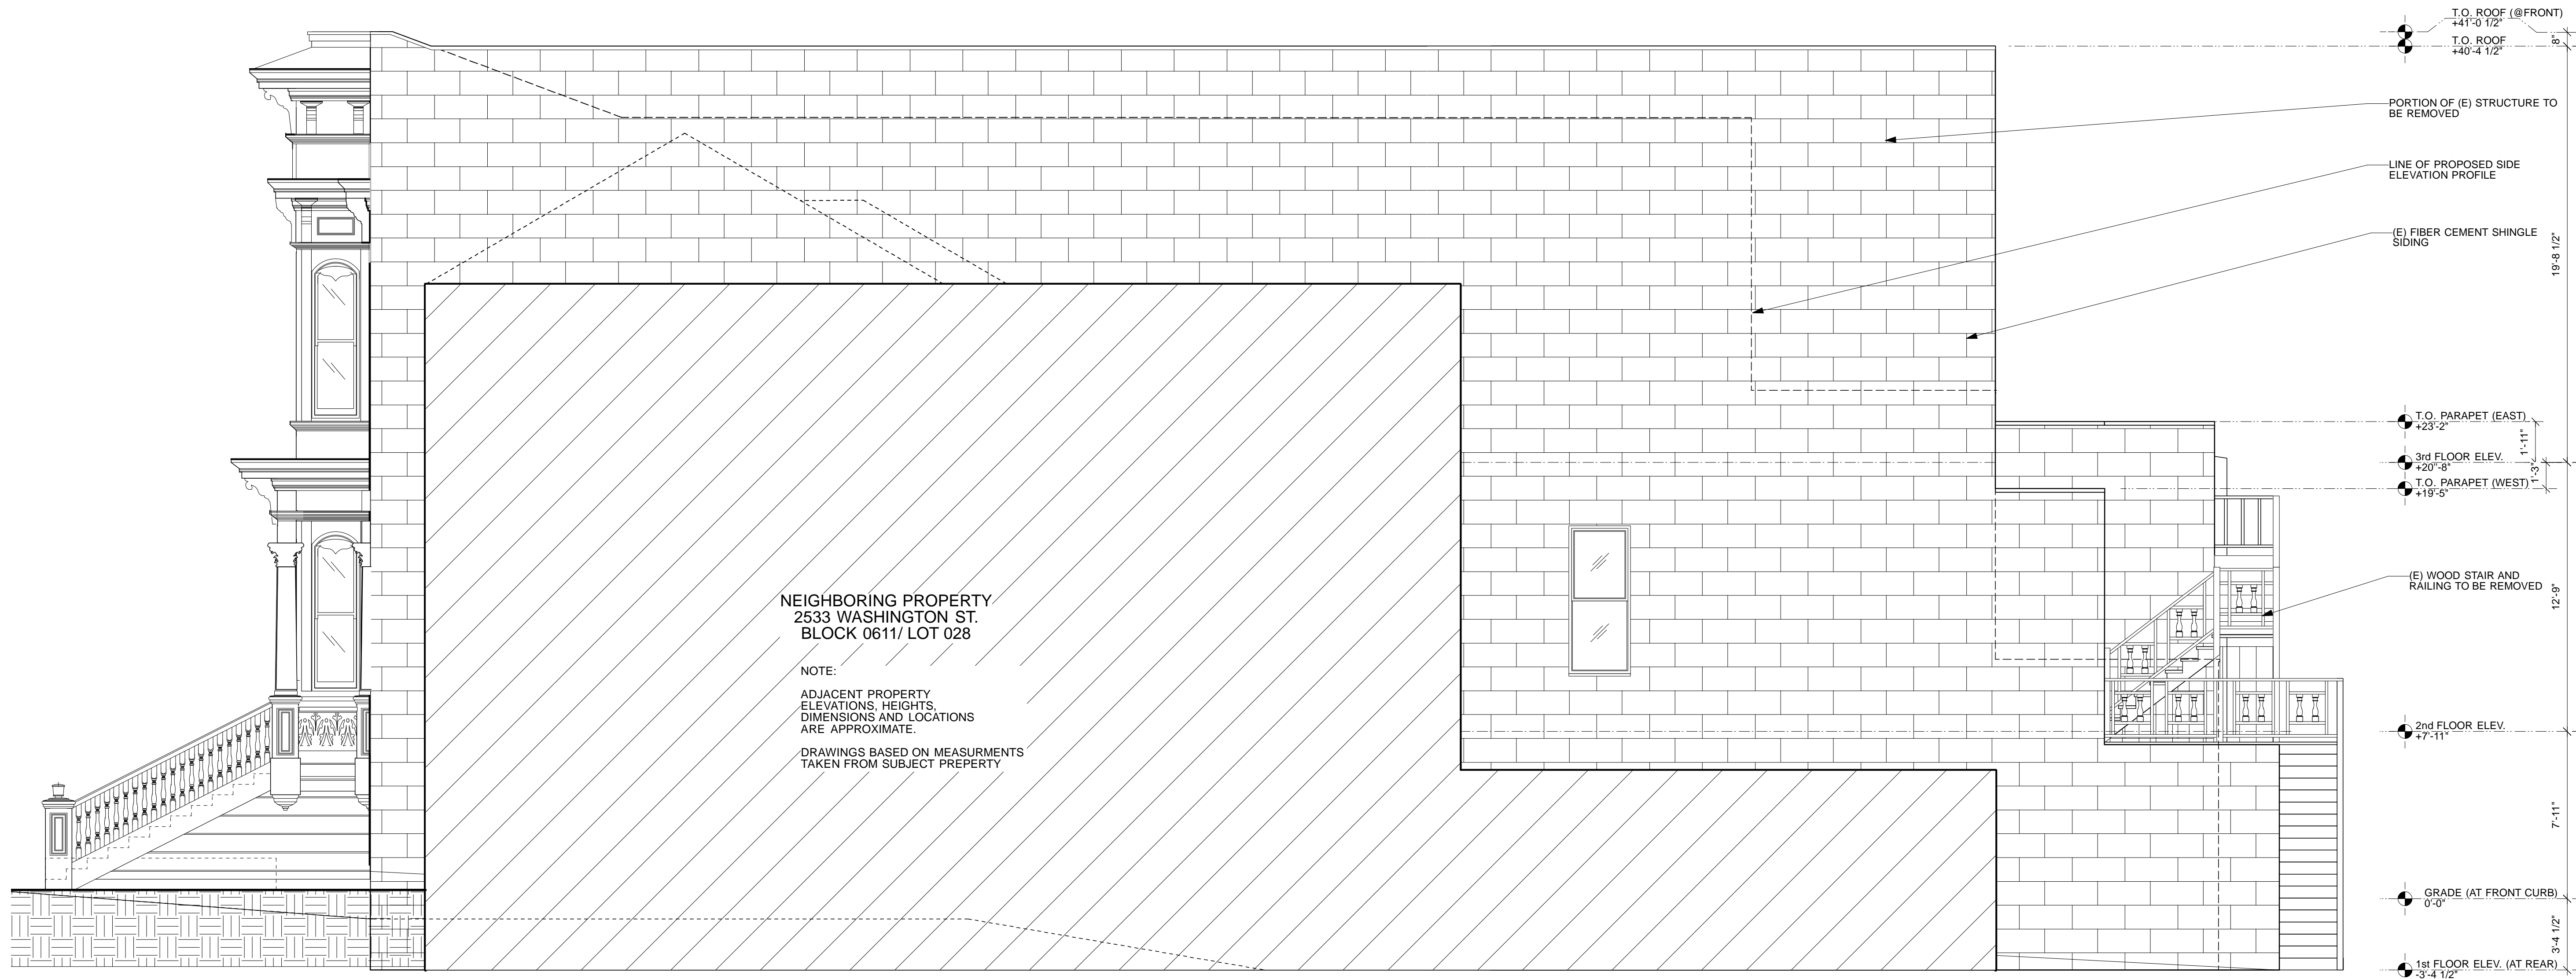 T.O. ROOF (@FRONT)
+41'-0 1/2"
T.O. ROOF
+40'-4 1/2"
8"
PORTION OF (E) STRUCTURE TO
BE REMOVED
LINE OF PROPOSED SIDE
ELEVATION PROFILE
(E) FIBER CEMENT SHINGLE
SIDING
19'-8 1/2"
T.O. PARAPET (EAST)
+23'-2"
1'-11"
3rd FLOOR ELEV.
+20"-8"
1'-3"
T.O. PARAPET (WEST)
+19'-5"
(E) WOOD STAIR AND
RAILING TO BE REMOVED
12'-9"
NEIGHBORING PROPERTY
2533 WASHINGTON ST.
BLOCK 0611/ LOT 028
NOTE:
ADJACENT PROPERTY
ELEVATIONS, HEIGHTS,
DIMENSIONS AND LOCATIONS
ARE APPROXIMATE.
DRAWINGS BASED ON MEASURMENTS
TAKEN FROM SUBJECT PREPERTY
2nd FLOOR ELEV.
+7'-11"
7'-11"
GRADE (AT FRONT CURB)
0'-0"
3'-4 1/2"
1st FLOOR ELEV. (AT REAR)
-3'-4 1/2"